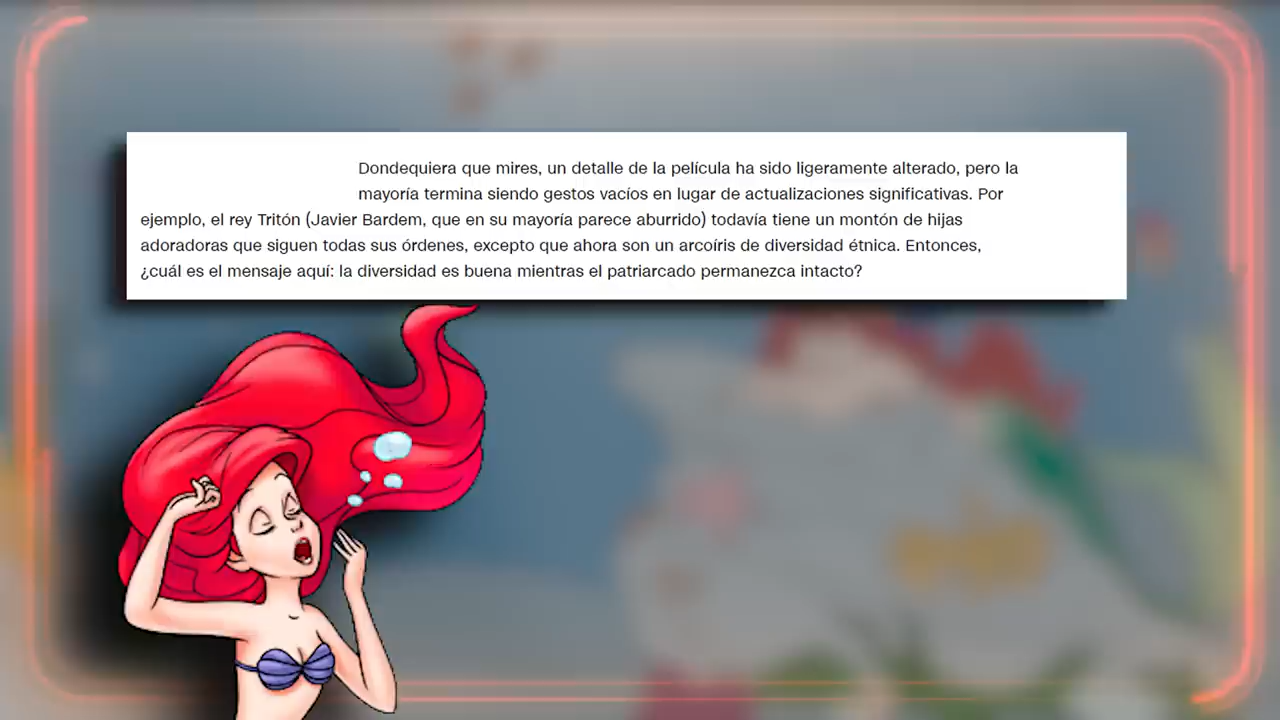 Dondequiera que mires, un detalle de la película ha sido ligeramente alterado, pero la
mayoría termina siendo gestos vacíos en lugar de actualizaciones significativas. Por
ejemplo, el rey Tritón (Javier Bardem, que en su mayoría parece aburrido) todavía tiene un montón de hijas
adoradoras que siguen todas sus órdenes, excepto que ahora son un arcoíris de diversidad étnica. Entonces,
¿cuál es el mensaje aquí: la diversidad es buena mientras el patriarcado permanezca intacto?